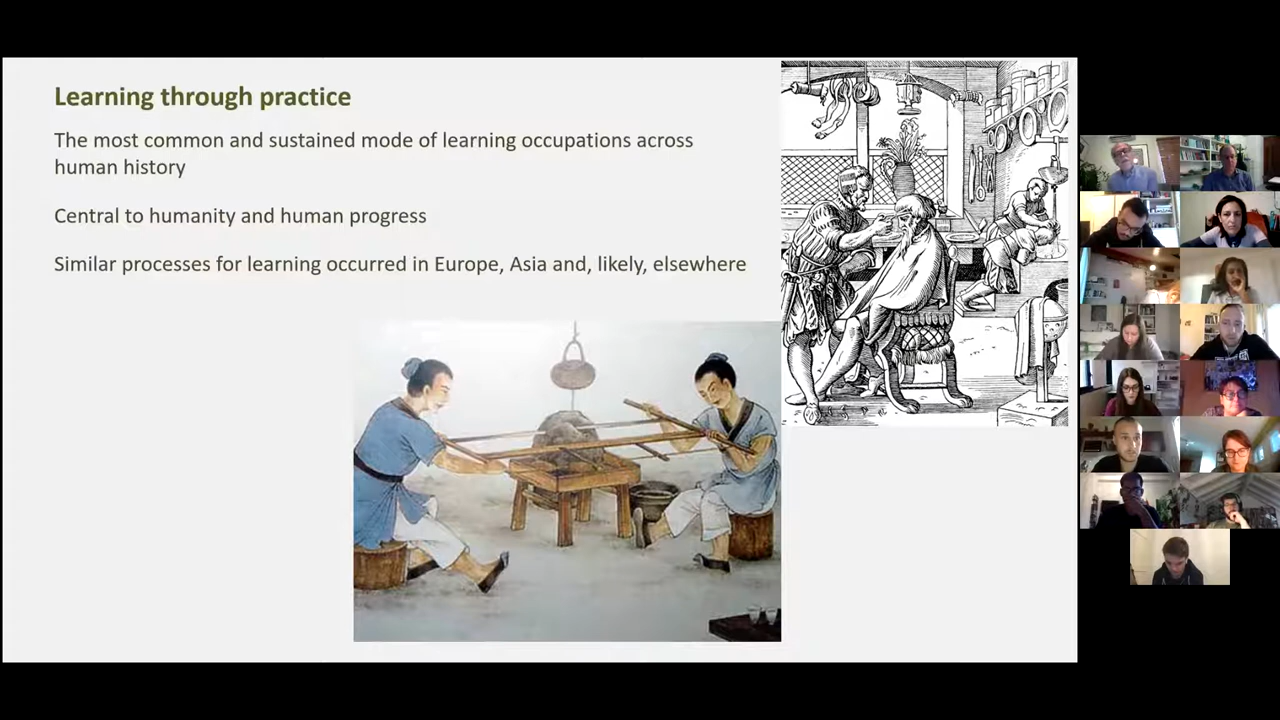 Learning through practice
The most common and sustained mode of learning occupations across
human history
Central to humanity and human progress
Similar processes for learning occurred in Europe, Asia and, likely, elsewhere